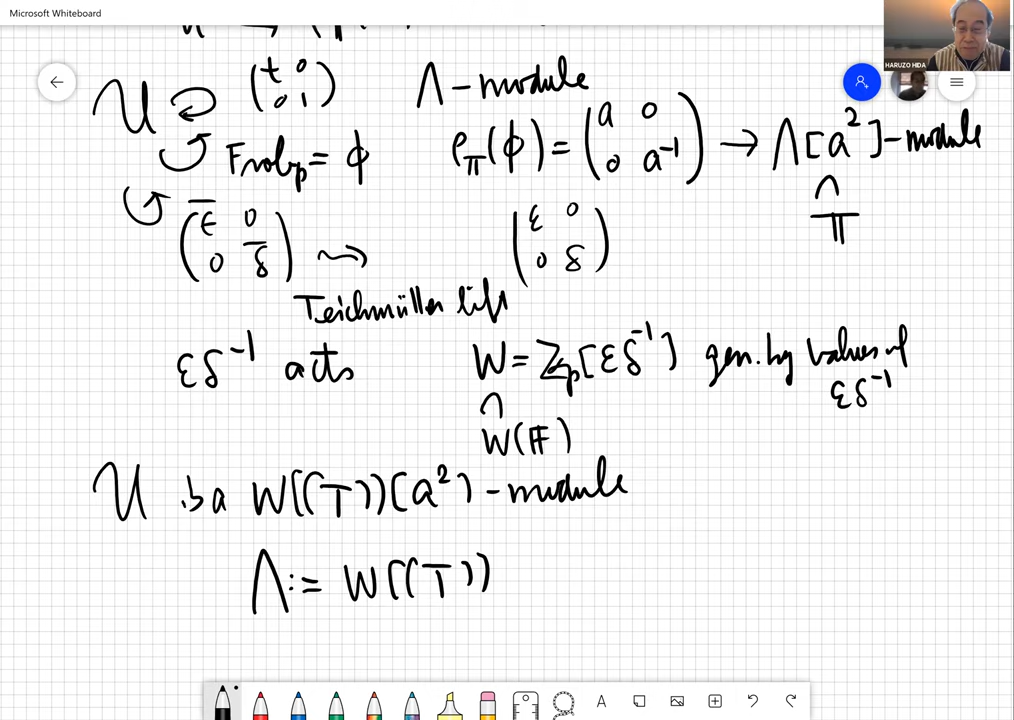 Microsoft Whiteboard
HARUZO HIDA
U ↻ (t 0 / 0 1) Λ-module
Frob_p = φ ρ_π(φ) = (a 0 / 0 a^{-1}) → Λ[a^2]-module
∩
𝕋
(ε̄ 0 / 0 δ̄) ⇝ (ε 0 / 0 δ)
Teichmüller lift
εδ^{-1} acts W = ℤ_p[εδ^{-1}] gen. by values of
εδ^{-1}
∩
W(𝔽)
U is a W[[T]][a^2]-module
Λ := W[[T]]